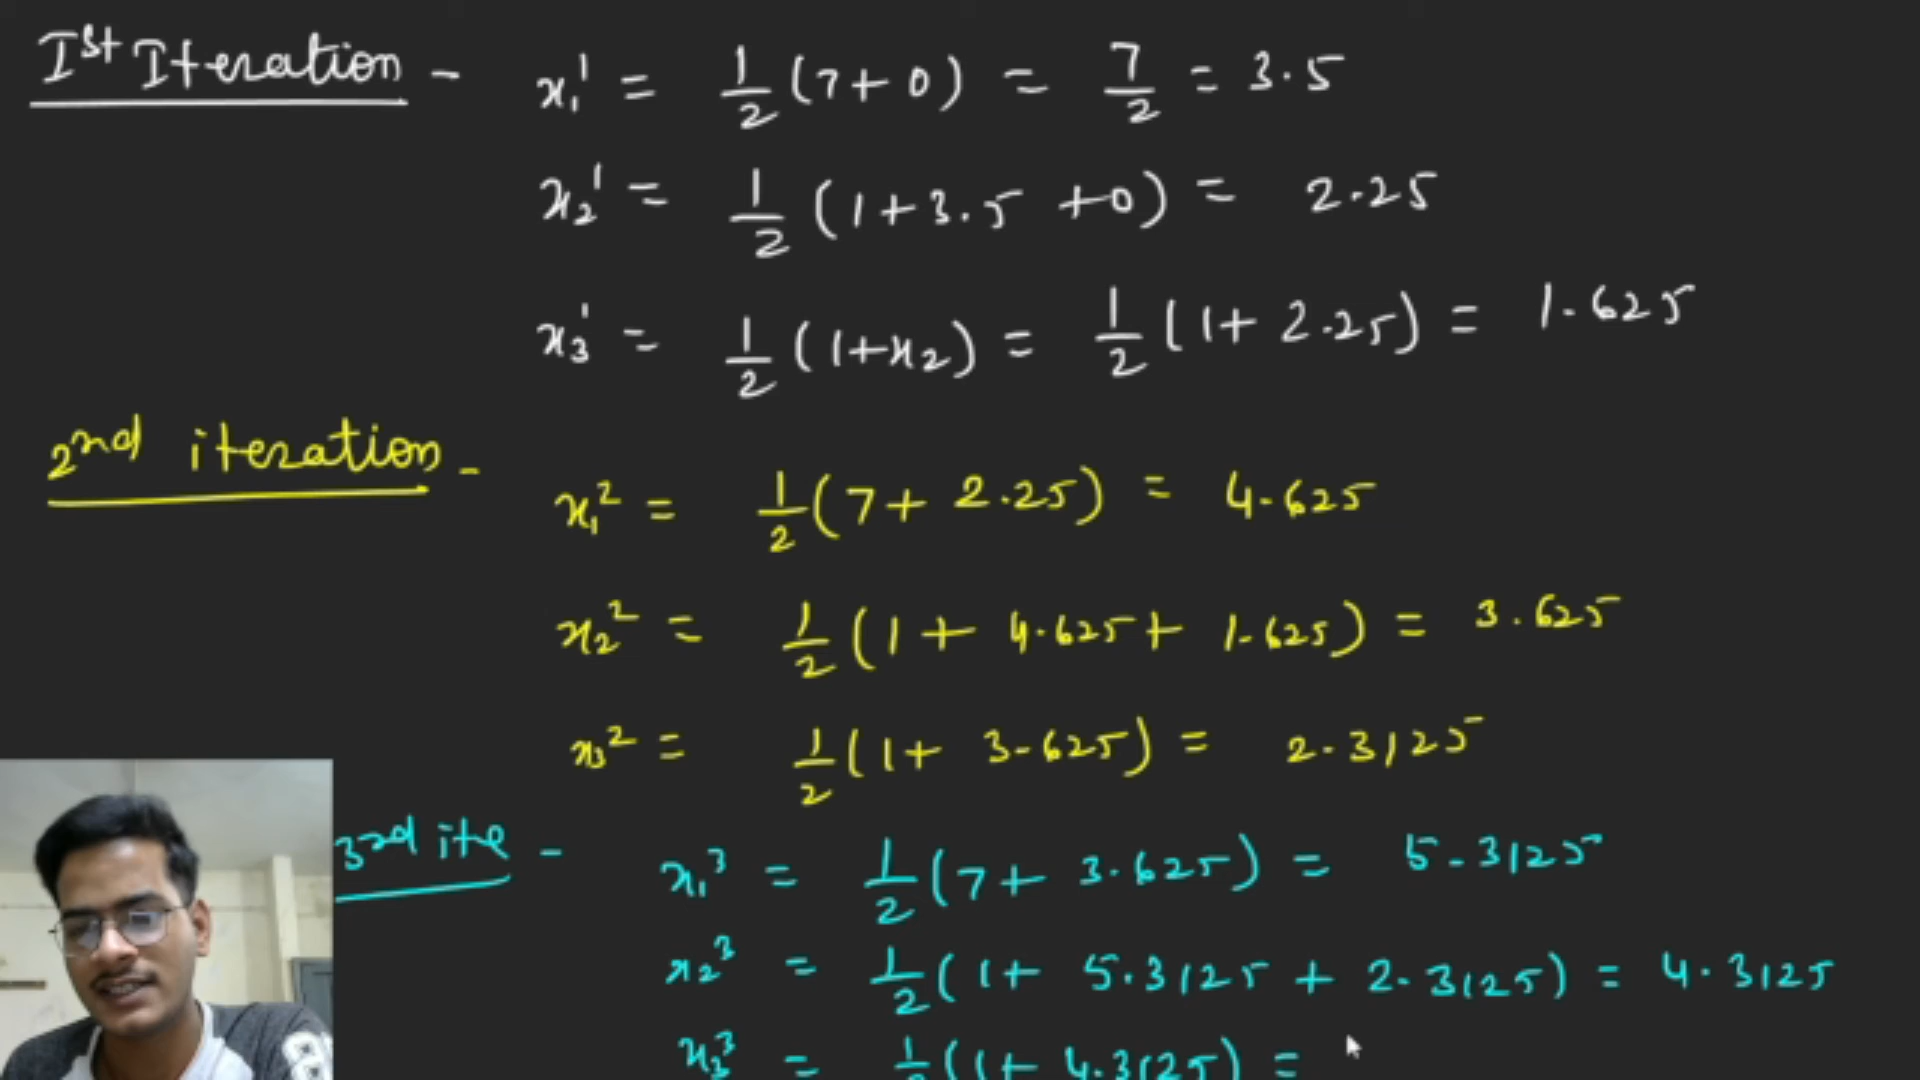 Ist Iteration - x₁¹ = 1/2 (7+0) = 7/2 = 3.5
x₂¹ = 1/2 (1+3.5+0) = 2.25
x₃¹ = 1/2 (1+x₂) = 1/2 (1+2.25) = 1.625
2nd iteration - x₁² = 1/2 (7+2.25) = 4.625
x₂² = 1/2 (1+4.625+1.625) = 3.625
x₃² = 1/2 (1+3.625) = 2.3125
3rd ite - x₁³ = 1/2 (7+3.625) = 5.3125
x₂³ = 1/2 (1+5.3125+2.3125) = 4.3125
x₃³ = 1/2 (1+4.3125) =